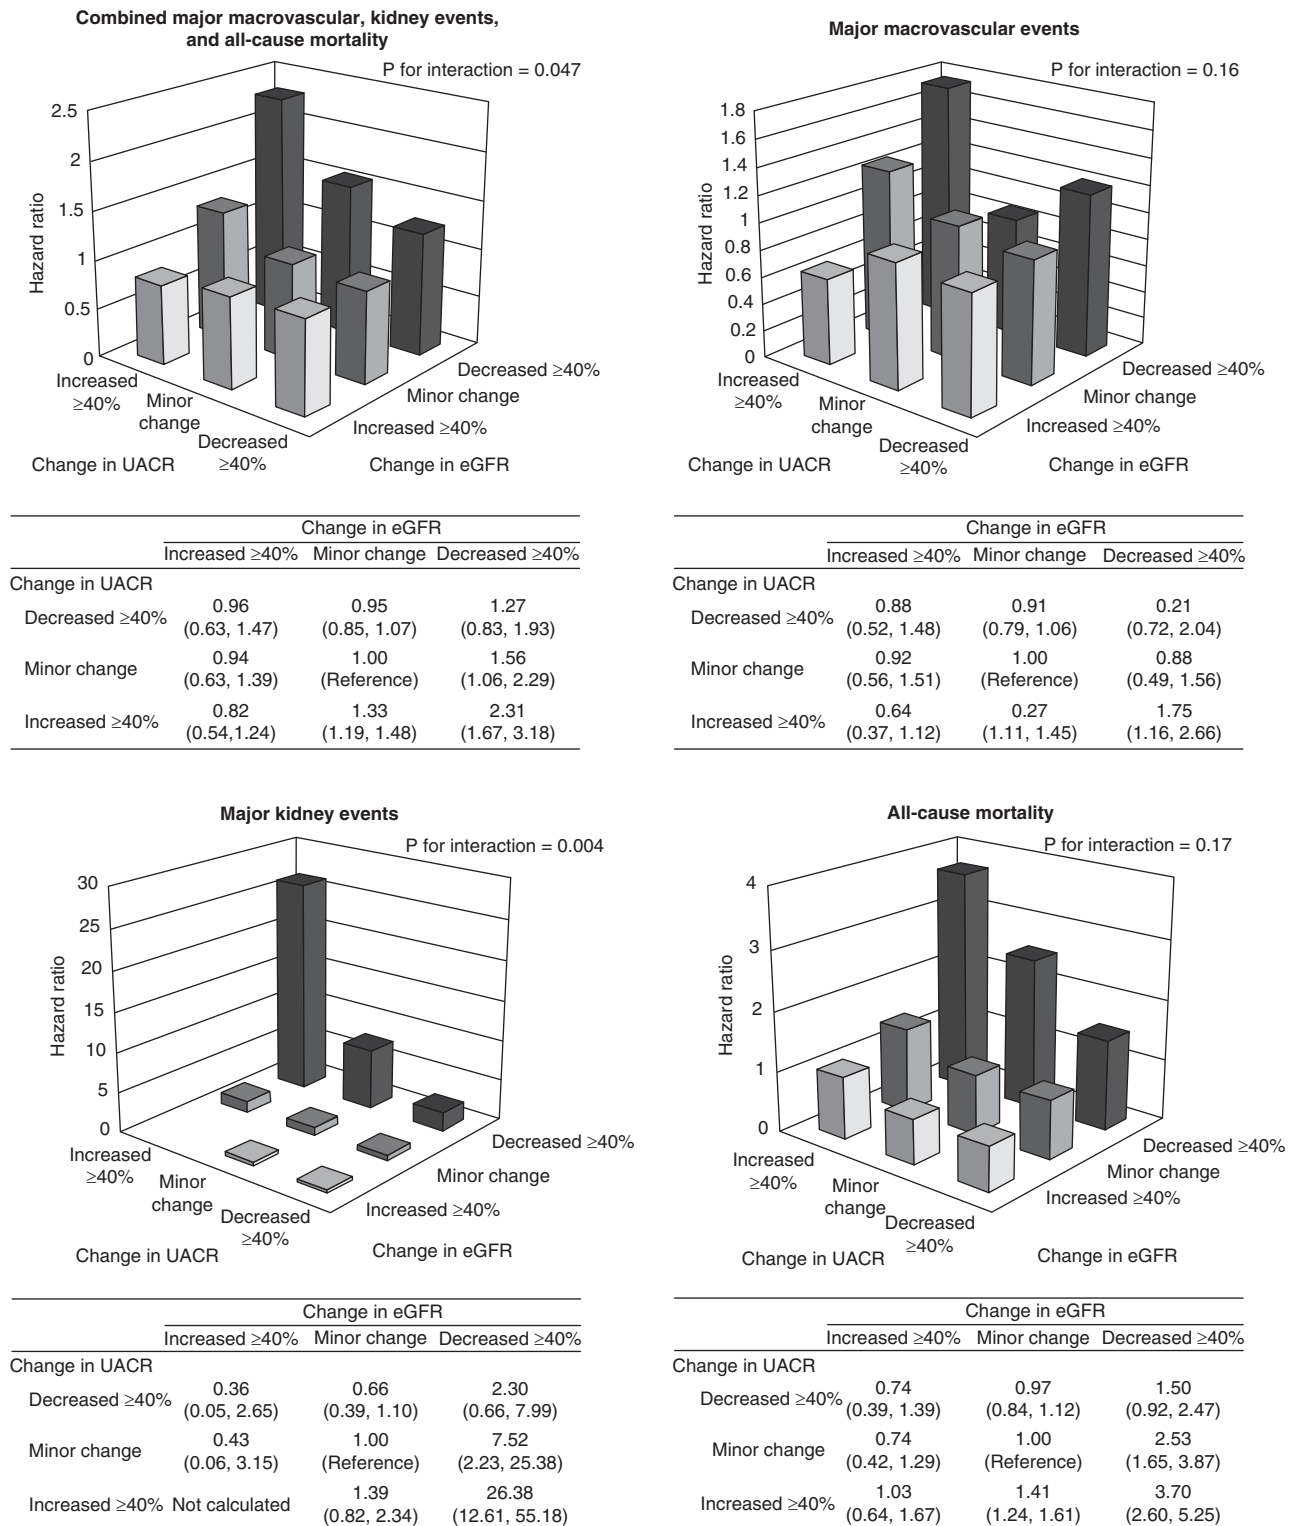 Combined major macrovascular, kidney events,
and all-cause mortality
P for interaction = 0.047
2.5
2
1.5
1
0.5
0
Hazard ratio
Increased
≥40%
Minor
change
Decreased
≥40%
Change in UACR
Decreased ≥40%
Minor change
Increased ≥40%
Change in eGFR
Change in eGFR
Increased ≥40% Minor change Decreased ≥40%
Change in UACR
Decreased ≥40% 0.96 0.95 1.27
(0.63, 1.47) (0.85, 1.07) (0.83, 1.93)
Minor change 0.94 1.00 1.56
(0.63, 1.39) (Reference) (1.06, 2.29)
Increased ≥40% 0.82 1.33 2.31
(0.54,1.24) (1.19, 1.48) (1.67, 3.18)
Major macrovascular events
P for interaction = 0.16
1.8
1.6
1.4
1.2
1
0.8
0.6
0.4
0.2
0
Hazard ratio
Increased
≥40%
Minor
change
Decreased
≥40%
Change in UACR
Decreased ≥40%
Minor change
Increased ≥40%
Change in eGFR
Change in eGFR
Increased ≥40% Minor change Decreased ≥40%
Change in UACR
Decreased ≥40% 0.88 0.91 0.21
(0.52, 1.48) (0.79, 1.06) (0.72, 2.04)
Minor change 0.92 1.00 0.88
(0.56, 1.51) (Reference) (0.49, 1.56)
Increased ≥40% 0.64 0.27 1.75
(0.37, 1.12) (1.11, 1.45) (1.16, 2.66)
Major kidney events
P for interaction = 0.004
30
25
20
15
10
5
0
Hazard ratio
Increased
≥40%
Minor
change
Decreased
≥40%
Change in UACR
Decreased ≥40%
Minor change
Increased ≥40%
Change in eGFR
Change in eGFR
Increased ≥40% Minor change Decreased ≥40%
Change in UACR
Decreased ≥40% 0.36 0.66 2.30
(0.05, 2.65) (0.39, 1.10) (0.66, 7.99)
Minor change 0.43 1.00 7.52
(0.06, 3.15) (Reference) (2.23, 25.38)
Increased ≥40% Not calculated 1.39 26.38
(0.82, 2.34) (12.61, 55.18)
All-cause mortality
P for interaction = 0.17
4
3
2
1
0
Hazard ratio
Increased
≥40%
Minor
change
Decreased
≥40%
Change in UACR
Decreased ≥40%
Minor change
Increased ≥40%
Change in eGFR
Change in eGFR
Increased ≥40% Minor change Decreased ≥40%
Change in UACR
Decreased ≥40% 0.74 0.97 1.50
(0.39, 1.39) (0.84, 1.12) (0.92, 2.47)
Minor change 0.74 1.00 2.53
(0.42, 1.29) (Reference) (1.65, 3.87)
Increased ≥40% 1.03 1.41 3.70
(0.64, 1.67) (1.24, 1.61) (2.60, 5.25)